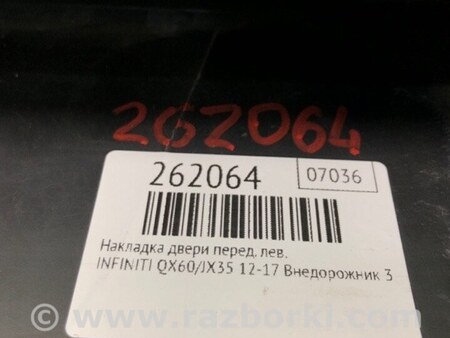 262064
262064
07036
Накладка двери перед. лев.
INFINITI QX60/JX35 12-17 Внедорожник 3
© www.razborki.com